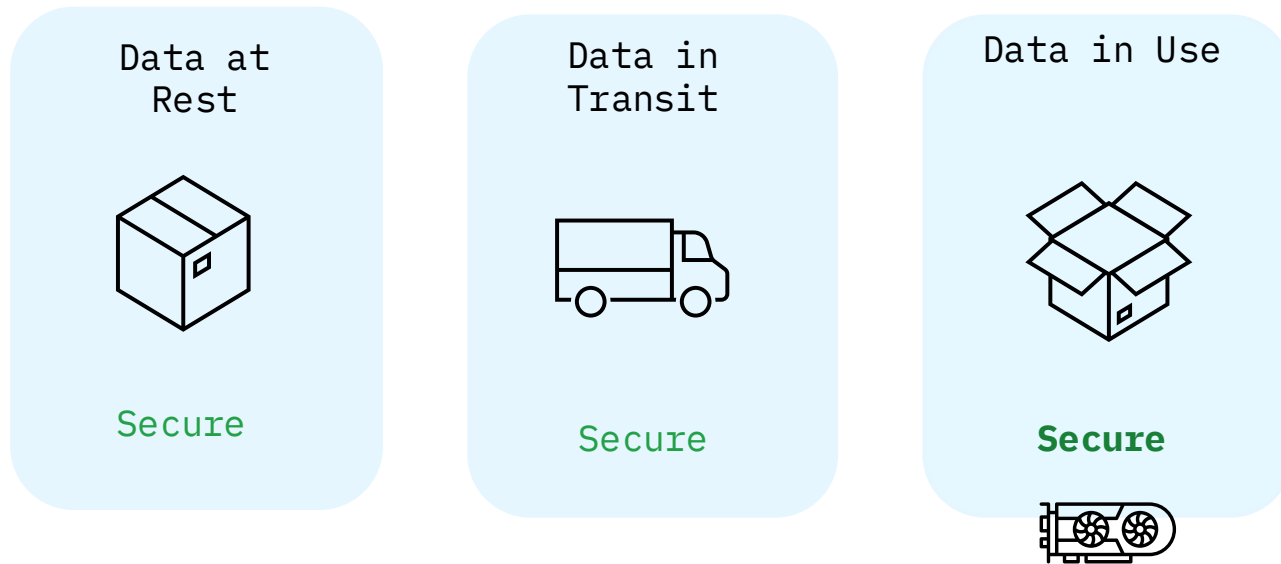 Data at
Rest
Secure
Data in
Transit
Secure
Data in Use
Secure